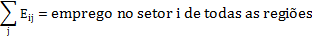 ∑j Eij = emprego no setor i de todas as regiões